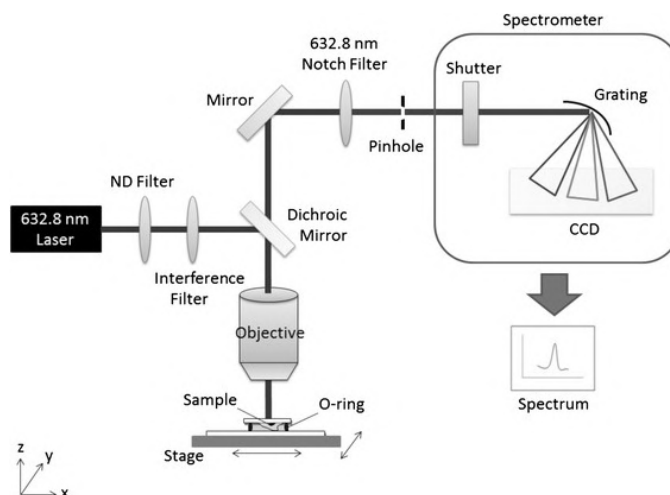 Spectrometer
632.8 nm
Notch Filter
Shutter
Grating
Mirror
Pinhole
ND Filter
632.8 nm
Laser
Dichroic
Mirror
CCD
Interference
Filter
Objective
Sample
O-ring
Spectrum
Stage
z
y
x